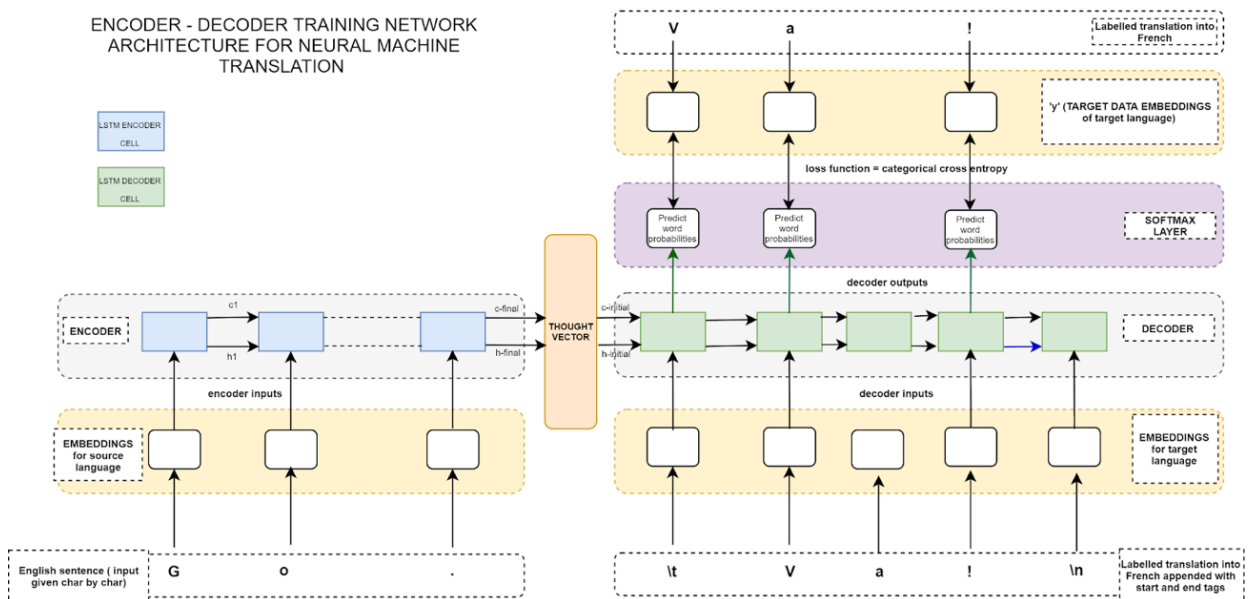 ENCODER - DECODER TRAINING NETWORK
ARCHITECTURE FOR NEURAL MACHINE
TRANSLATION
LSTM ENCODER
CELL
LSTM DECODER
CELL
V a !
Labelled translation into
French
'y' (TARGET DATA EMBEDDINGS
of target language)
loss function = categorical cross entropy
Predict
word
probabilities
Predict
word
probabilities
Predict
word
probabilities
SOFTMAX
LAYER
decoder outputs
ENCODER
c1
h1
c-final
h-final
THOUGHT
VECTOR
c-initial
h-initial
DECODER
encoder inputs
decoder inputs
EMBEDDINGS
for source
language
EMBEDDINGS
for target
language
English sentence ( input
given char by char)
G o .
\t V a ! \n
Labelled translation into
French appended with
start and end tags